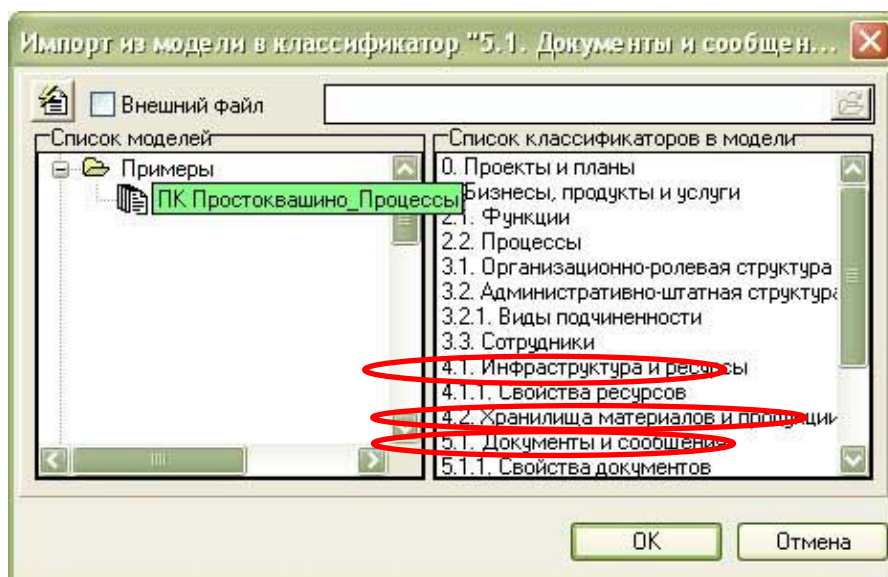 Импорт из модели в классификатор "5.1. Документы и сообщен...
Внешний файл
Список моделей
Примеры
ПК Простоквашино_Процессы
Список классификаторов в модели
0. Проекты и планы
Бизнесы, продукты и услуги
2.1. Функции
2.2. Процессы
3.1. Организационно-ролевая структура
3.2. Административно-штатная структура
3.2.1. Виды подчиненности
3.3. Сотрудники
4.1. Инфраструктура и ресурсы
4.1.1. Свойства ресурсов
4.2. Хранилища материалов и продукции
5.1. Документы и сообщения
5.1.1. Свойства документов
OK
Отмена